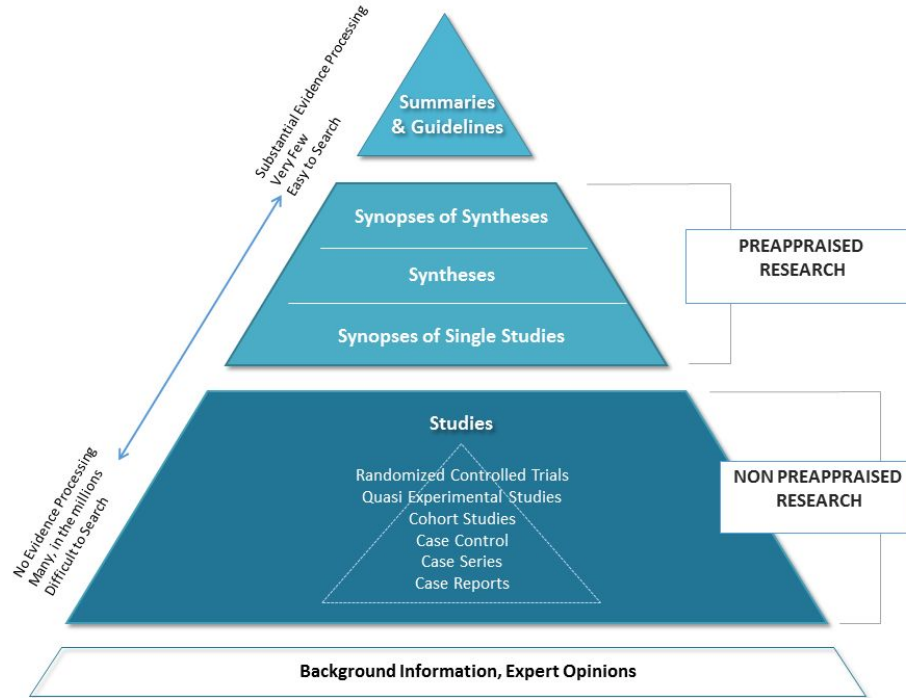 Summaries
& Guidelines
Substantial Evidence Processing
Very Few
Easy to Search
Synopses of Syntheses
Syntheses
Synopses of Single Studies
PREAPPRAISED
RESEARCH
Studies
Randomized Controlled Trials
Quasi Experimental Studies
Cohort Studies
Case Control
Case Series
Case Reports
NON PREAPPRAISED
RESEARCH
No Evidence Processing
Many, in the millions
Difficult to Search
Background Information, Expert Opinions